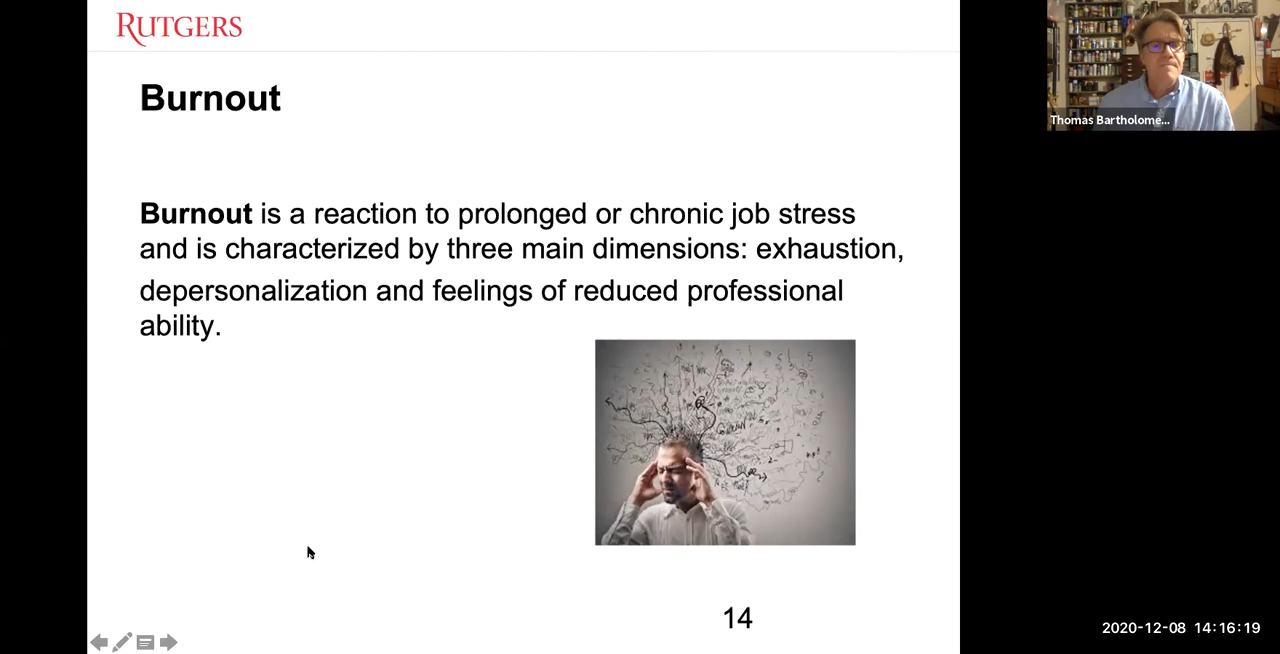 RUTGERS
Burnout
Burnout is a reaction to prolonged or chronic job stress
and is characterized by three main dimensions: exhaustion,
depersonalization and feelings of reduced professional
ability.
14
Thomas Bartholome...
2020-12-08 14:16:19